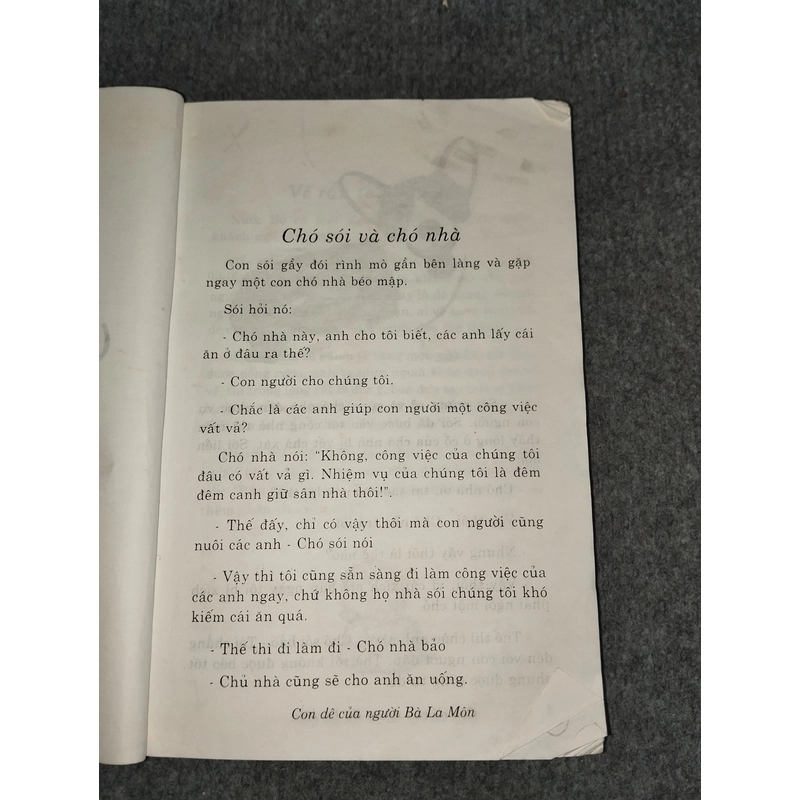 Chó sói và chó nhà
Con sói gầy đói rình mò gần bên làng và gặp
ngay một con chó nhà béo mập.
Sói hỏi nó:
- Chó nhà này, anh cho tôi biết, các anh lấy cái
ăn ở đâu ra thế?
- Con người cho chúng tôi.
- Chắc là các anh giúp con người một công việc
vất vả?
Chó nhà nói: "Không, công việc của chúng tôi
đâu có vất vả gì. Nhiệm vụ của chúng tôi là đêm
đêm canh giữ sân nhà thôi!".
- Thế đấy, chỉ có vậy thôi mà con người cũng
nuôi các anh - Chó sói nói
- Vậy thì tôi cũng sẵn sàng đi làm công việc của
các anh ngay, chứ không họ nhà sói chúng tôi khó
kiếm cái ăn quá.
- Thế thì đi làm đi - Chó nhà bảo
- Chủ nhà cũng sẽ cho anh ăn uống.
Con dê của người Bà La Môn